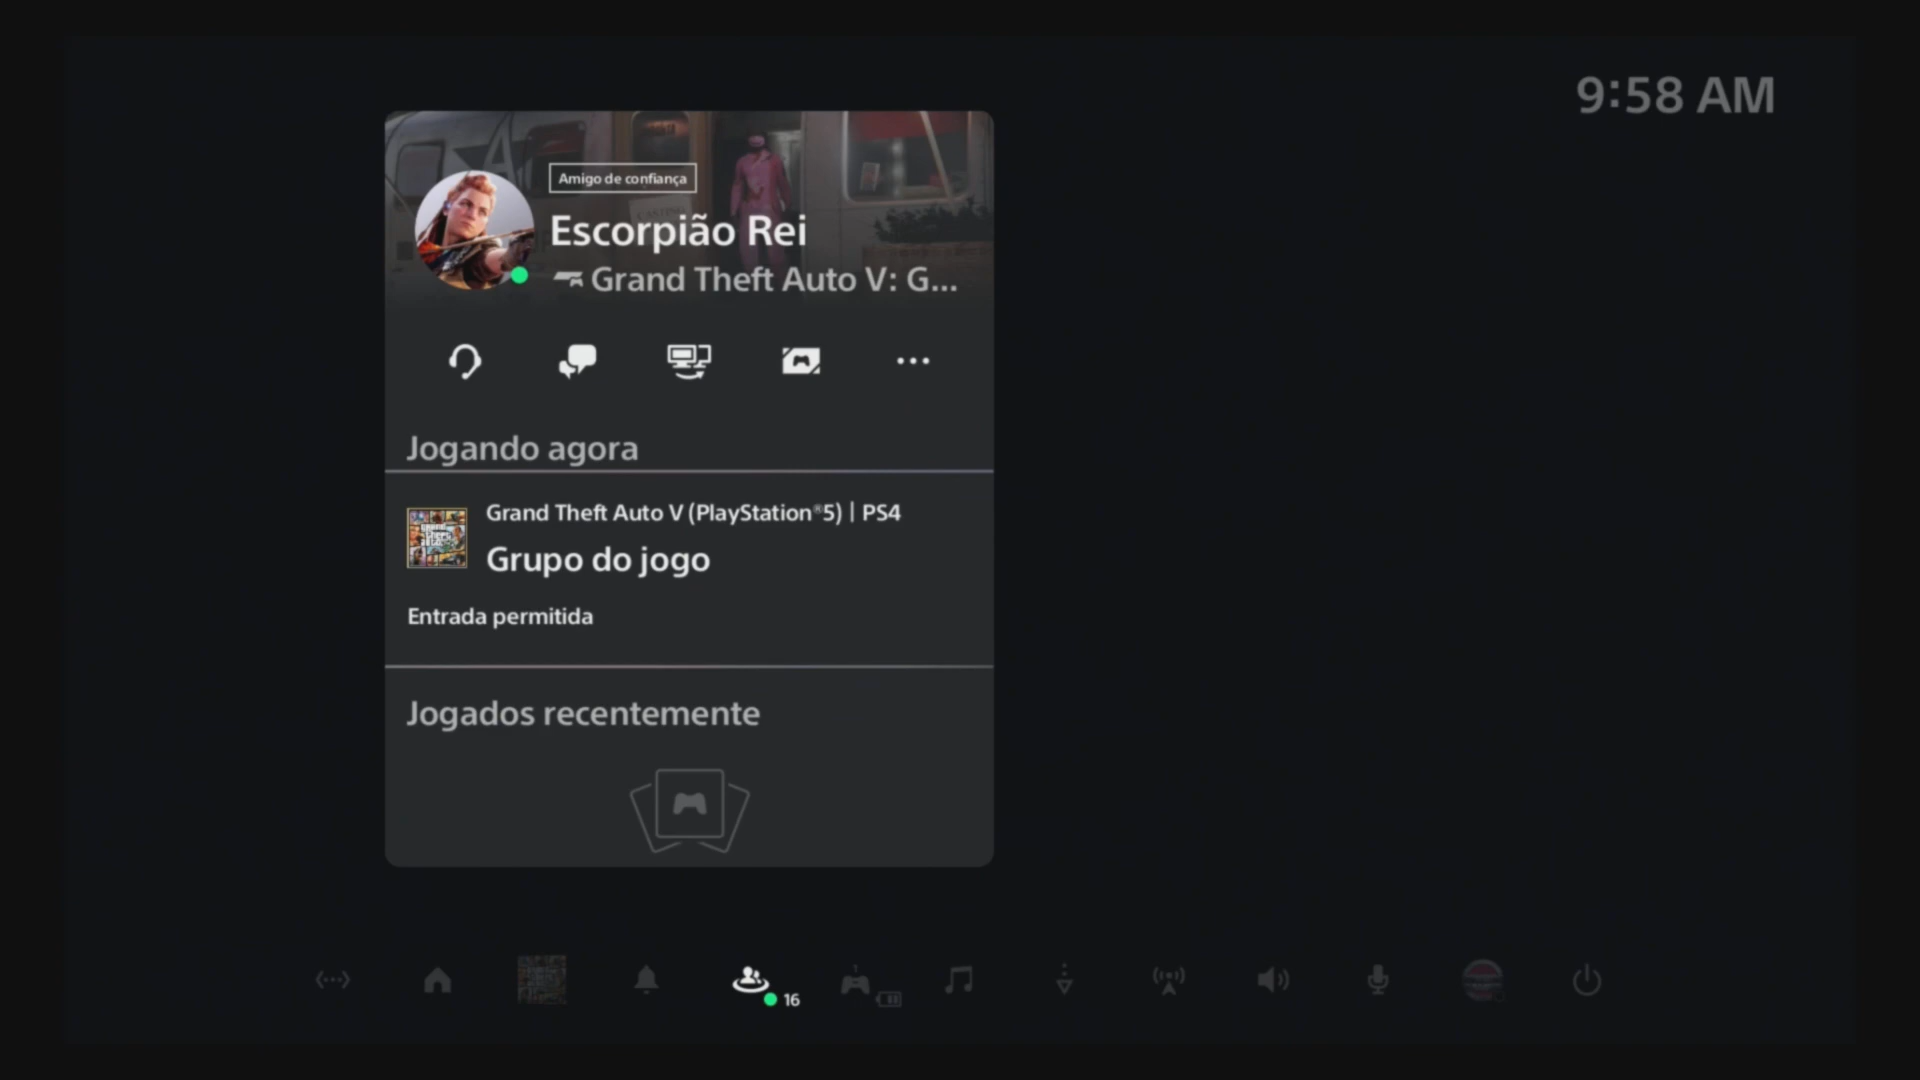 9:58 AM
Amigo de confiança
Escorpião Rei
Grand Theft Auto V: G...
Jogando agora
Grand Theft Auto V (PlayStation®5) | PS4
Grupo do jogo
Entrada permitida
Jogados recentemente
16